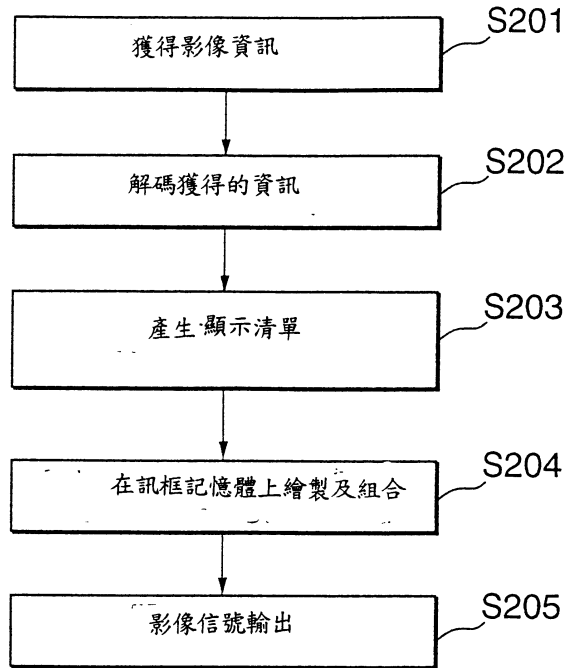 S201
獲得影像資訊
S202
解碼獲得的資訊
S203
產生顯示清單
S204
在訊框記憶體上繪製及組合
S205
影像信號輸出